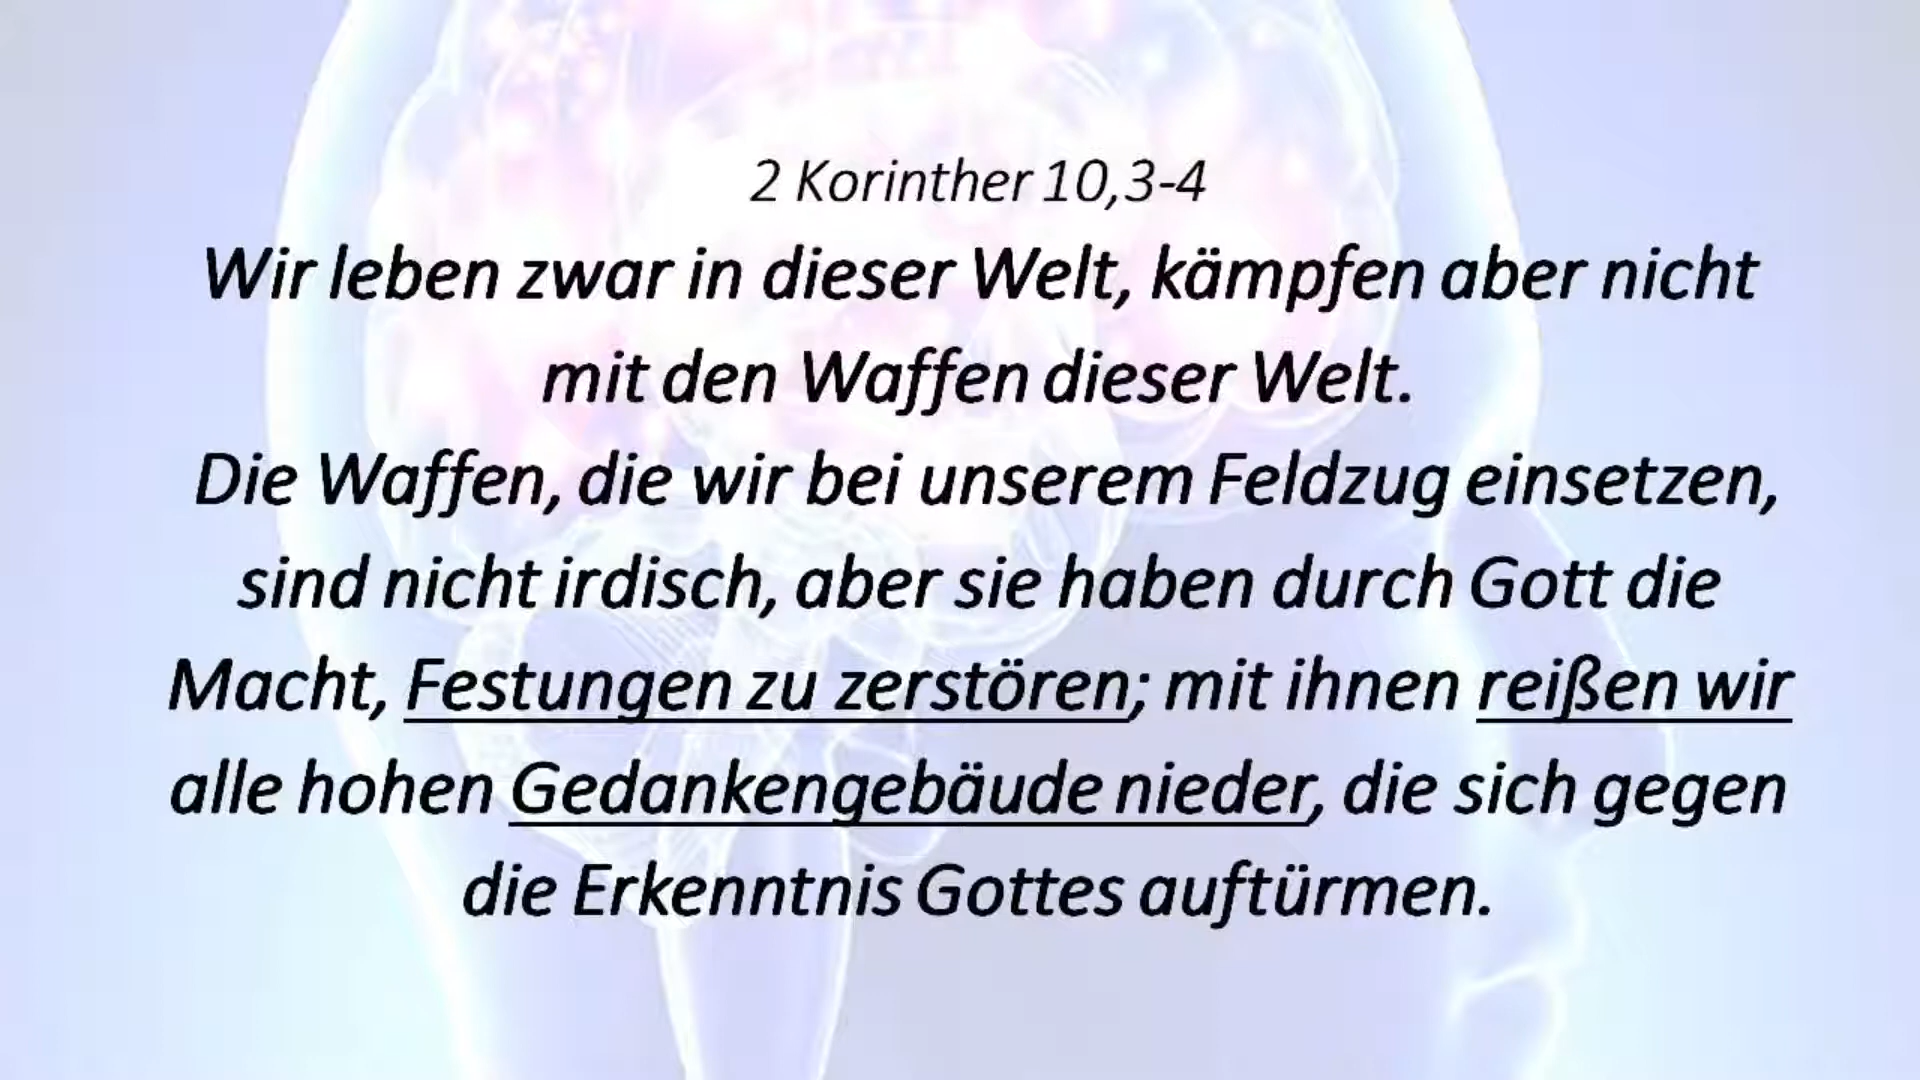 2 Korinther 10,3-4
Wir leben zwar in dieser Welt, kämpfen aber nicht
mit den Waffen dieser Welt.
Die Waffen, die wir bei unserem Feldzug einsetzen,
sind nicht irdisch, aber sie haben durch Gott die
Macht, Festungen zu zerstören; mit ihnen reißen wir
alle hohen Gedankengebäude nieder, die sich gegen
die Erkenntnis Gottes auftürmen.